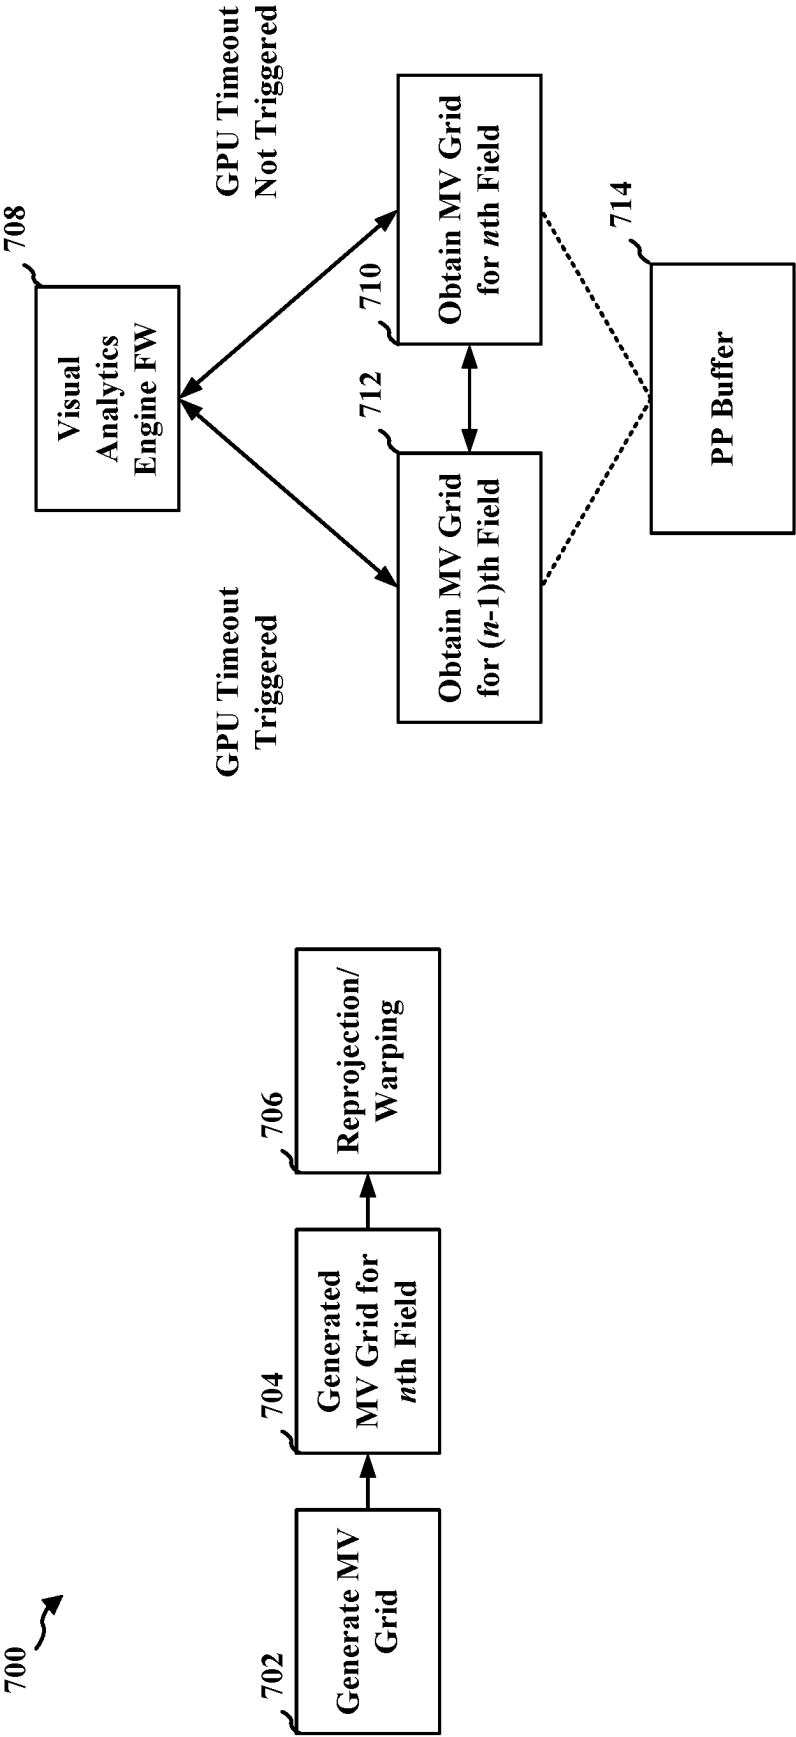 700
702
Generate MV
Grid
704
Generated
MV Grid for
nth Field
706
Reprojection/
Warping
708
Visual
Analytics
Engine FW
GPU Timeout
Triggered
GPU Timeout
Not Triggered
712
Obtain MV Grid
for (n-1)th Field
710
Obtain MV Grid
for nth Field
714
PP Buffer